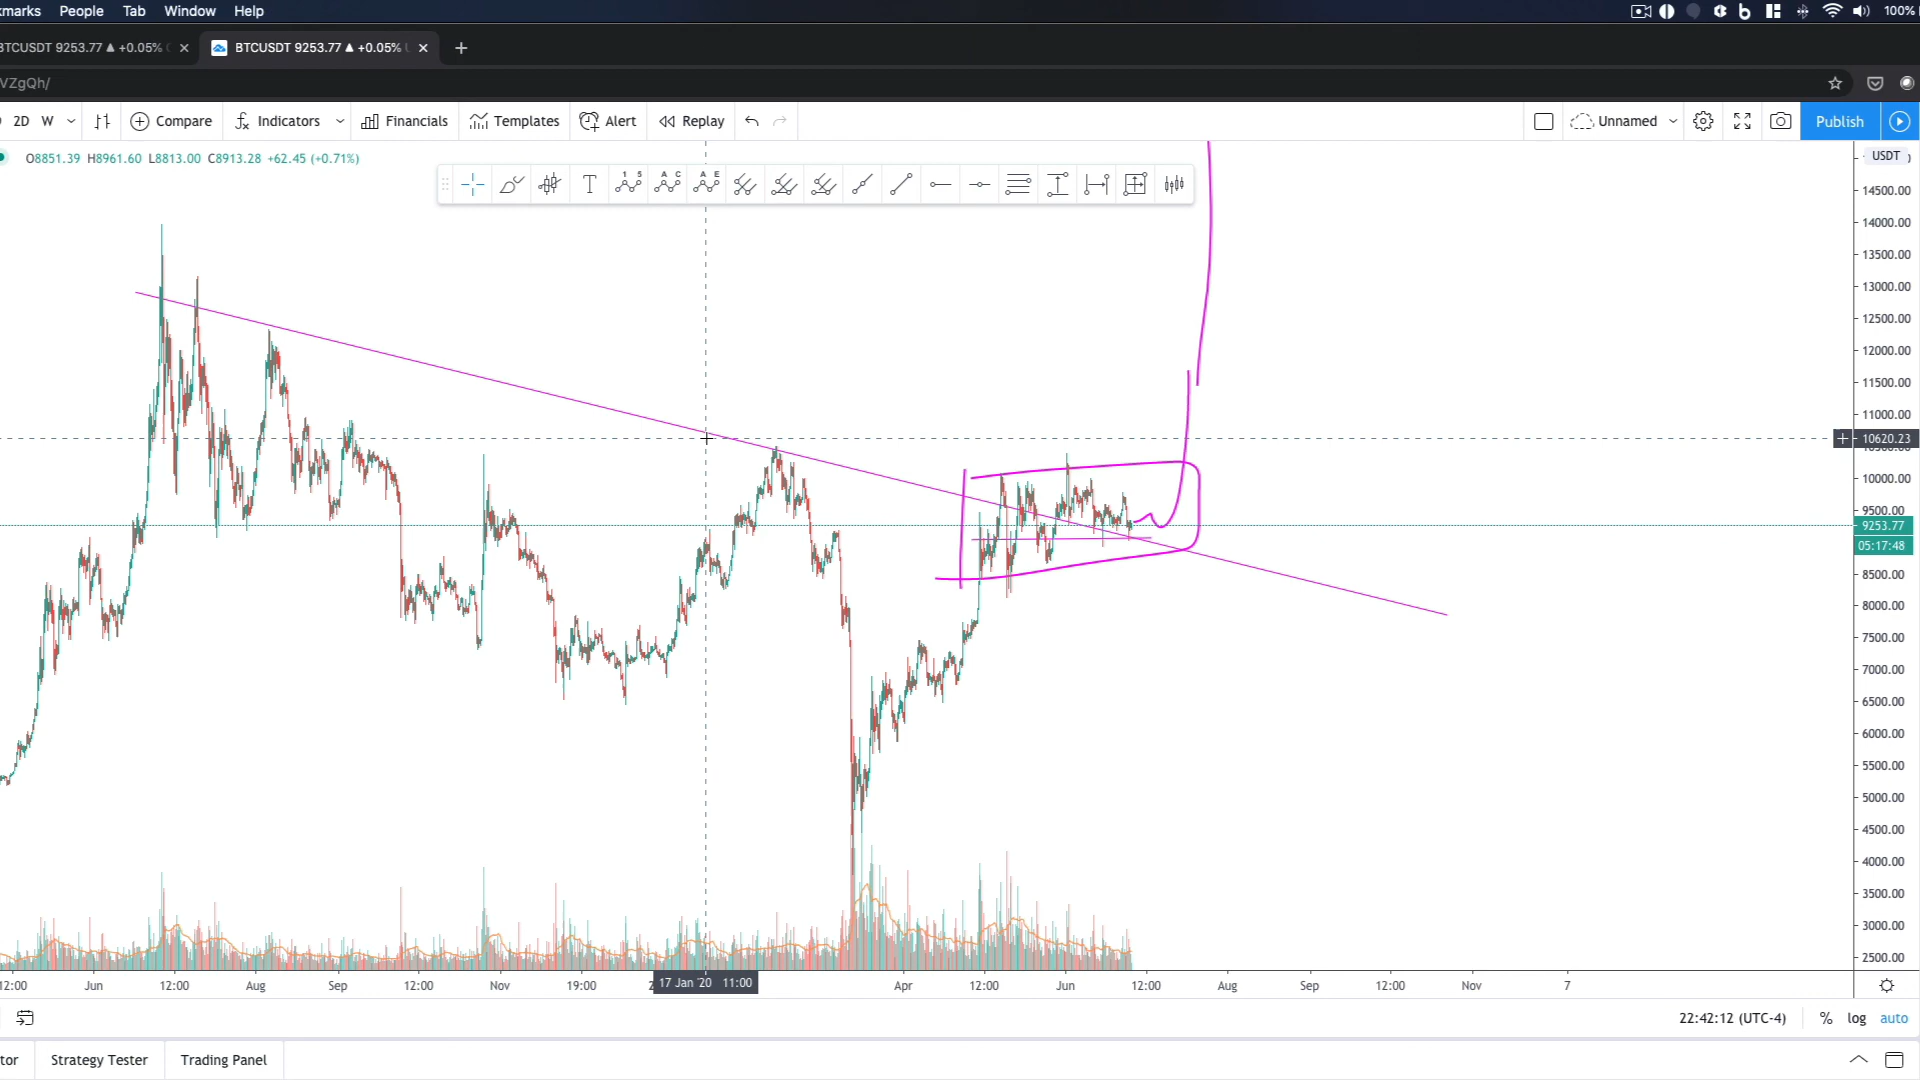 kmarks People Tab Window Help 100%
BTCUSDT 9253.77 ▲ +0.05% BTCUSDT 9253.77 ▲ +0.05%
VZgQh/
2D W Compare Indicators Financials Templates Alert Replay Unnamed Publish
O8851.39 H8961.60 L8813.00 C8913.28 +62.45 (+0.71%)
USDT
14500.00
14000.00
13500.00
13000.00
12500.00
12000.00
11500.00
11000.00
10620.23
10000.00
9500.00
9253.77
05:17:48
8500.00
8000.00
7500.00
7000.00
6500.00
6000.00
5500.00
5000.00
4500.00
4000.00
3500.00
3000.00
2500.00
12:00 Jun 12:00 Aug Sep 12:00 Nov 19:00 17 Jan '20 11:00 Apr 12:00 Jun 12:00 Aug Sep 12:00 Nov 7
22:42:12 (UTC-4) % log auto
tor Strategy Tester Trading Panel